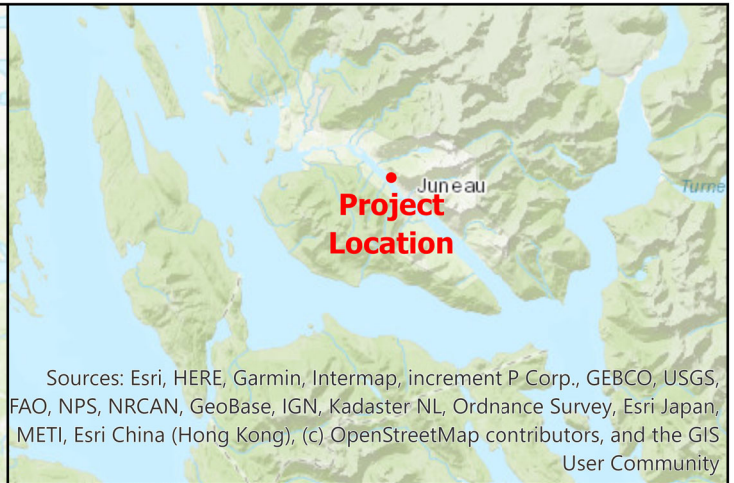 Juneau
Turne
Project
Location
Sources: Esri, HERE, Garmin, Intermap, increment P Corp., GEBCO, USGS,
FAO, NPS, NRCAN, GeoBase, IGN, Kadaster NL, Ordnance Survey, Esri Japan,
METI, Esri China (Hong Kong), (c) OpenStreetMap contributors, and the GIS
User Community